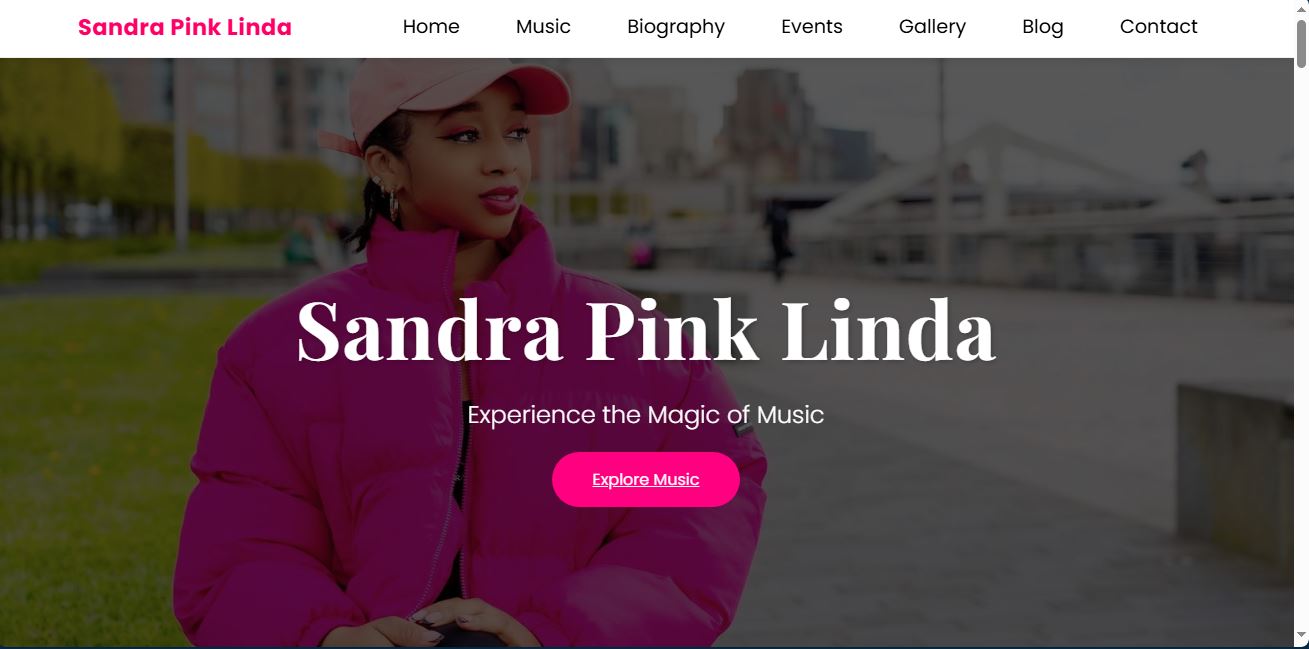 Sandra Pink Linda Home Music Biography Events Gallery Blog Contact
Sandra Pink Linda
Experience the Magic of Music
Explore Music